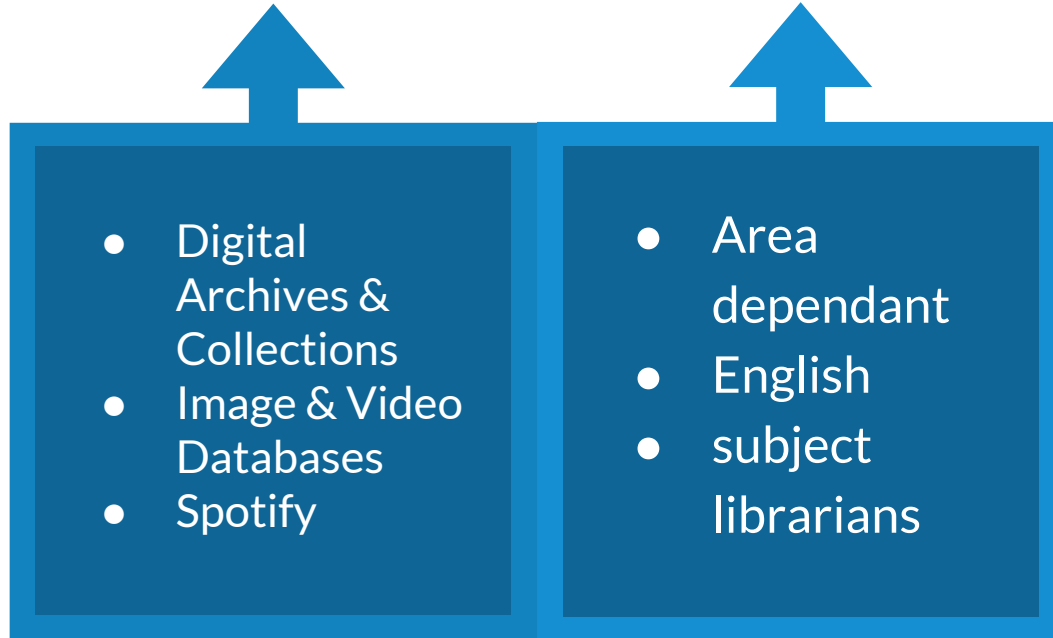 ● Digital
Archives &
Collections
● Image & Video
Databases
● Spotify
● Area
dependant
● English
● subject
librarians